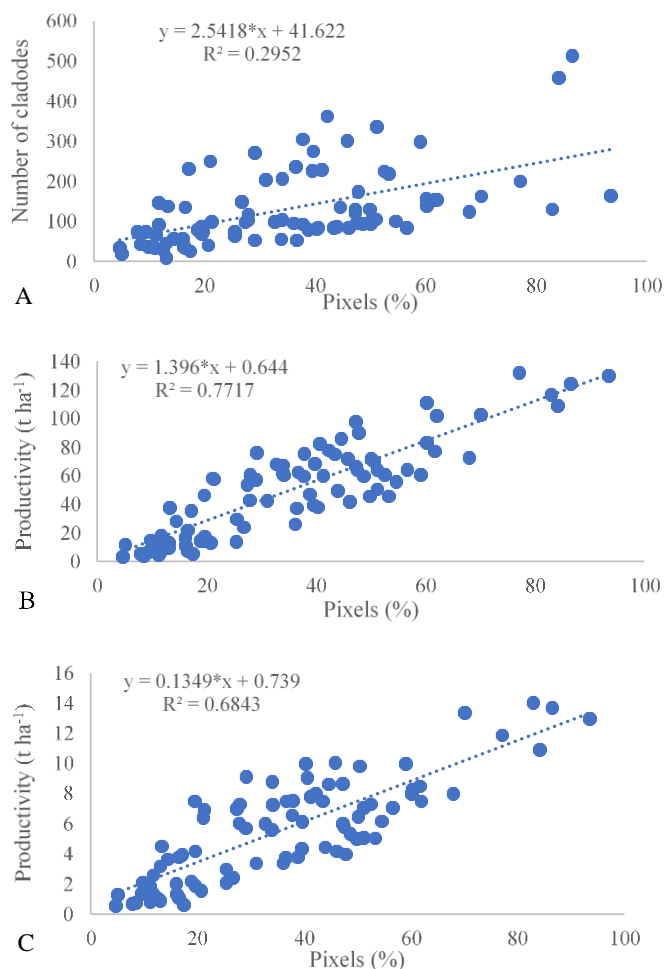 y = 2.5418*x + 41.622
R² = 0.2952
Number of cladodes
600
500
400
300
200
100
0
0 20 40 60 80 100
Pixels (%)
A
y = 1.396*x + 0.644
R² = 0.7717
Productivity (t ha⁻¹)
140
120
100
80
60
40
20
0
0 20 40 60 80 100
Pixels (%)
B
y = 0.1349*x + 0.739
R² = 0.6843
Productivity (t ha⁻¹)
16
14
12
10
8
6
4
2
0
0 20 40 60 80 100
Pixels (%)
C